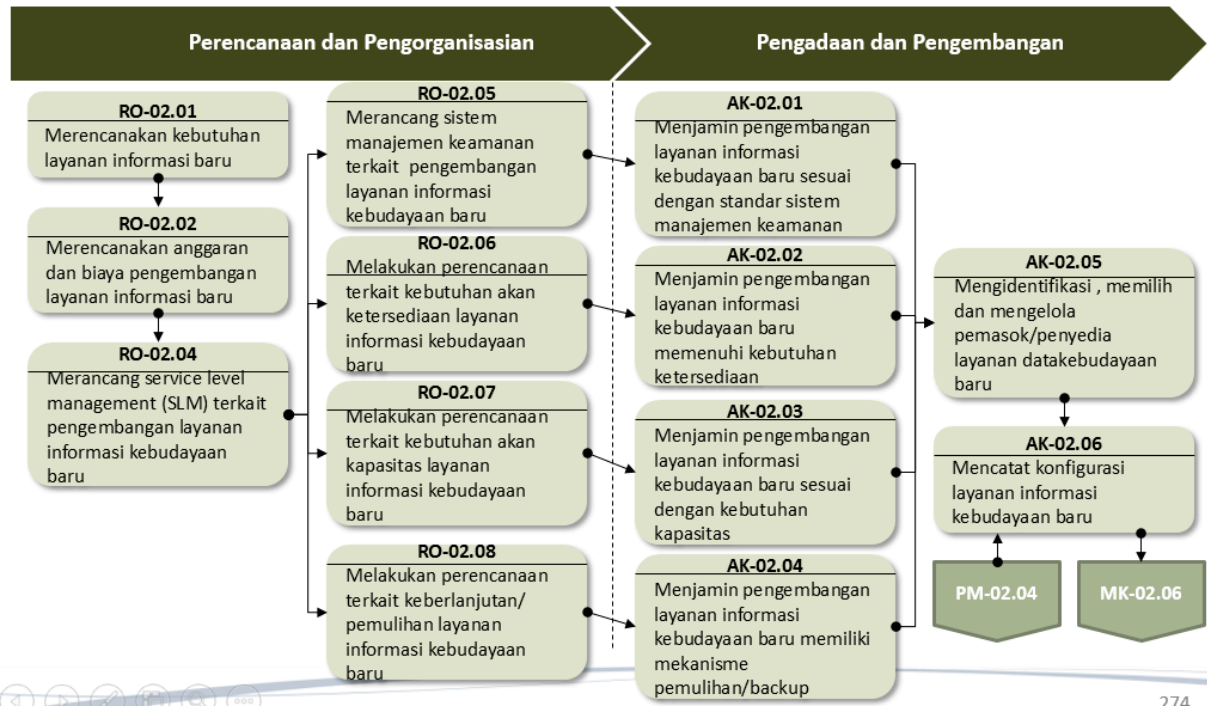 Perencanaan dan Pengorganisasian
Pengadaan dan Pengembangan
RO-02.01
Merencanakan kebutuhan
layanan informasi baru
RO-02.02
Merencanakan anggaran
dan biaya pengembangan
layanan informasi baru
RO-02.04
Merancang service level
management (SLM) terkait
pengembangan layanan
informasi kebudayaan
baru
RO-02.05
Merancang sistem
manajemen keamanan
terkait pengembangan
layanan informasi
kebudayaan baru
RO-02.06
Melakukan perencanaan
terkait kebutuhan akan
ketersediaan layanan
informasi kebudayaan
baru
RO-02.07
Melakukan perencanaan
terkait kebutuhan akan
kapasitas layanan
informasi kebudayaan
baru
RO-02.08
Melakukan perencanaan
terkait keberlanjutan/
pemulihan layanan
informasi kebudayaan
baru
AK-02.01
Menjamin pengembangan
layanan informasi
kebudayaan baru sesuai
dengan standar sistem
manajemen keamanan
AK-02.02
Menjamin pengembangan
layanan informasi
kebudayaan baru
memenuhi kebutuhan
ketersediaan
AK-02.03
Menjamin pengembangan
layanan informasi
kebudayaan baru sesuai
dengan kebutuhan
kapasitas
AK-02.04
Menjamin pengembangan
layanan informasi
kebudayaan baru memiliki
mekanisme
pemulihan/backup
AK-02.05
Mengidentifikasi , memilih
dan mengelola
pemasok/penyedia
layanan datakebudayaan
baru
AK-02.06
Mencatat konfigurasi
layanan informasi
kebudayaan baru
PM-02.04
MK-02.06
274